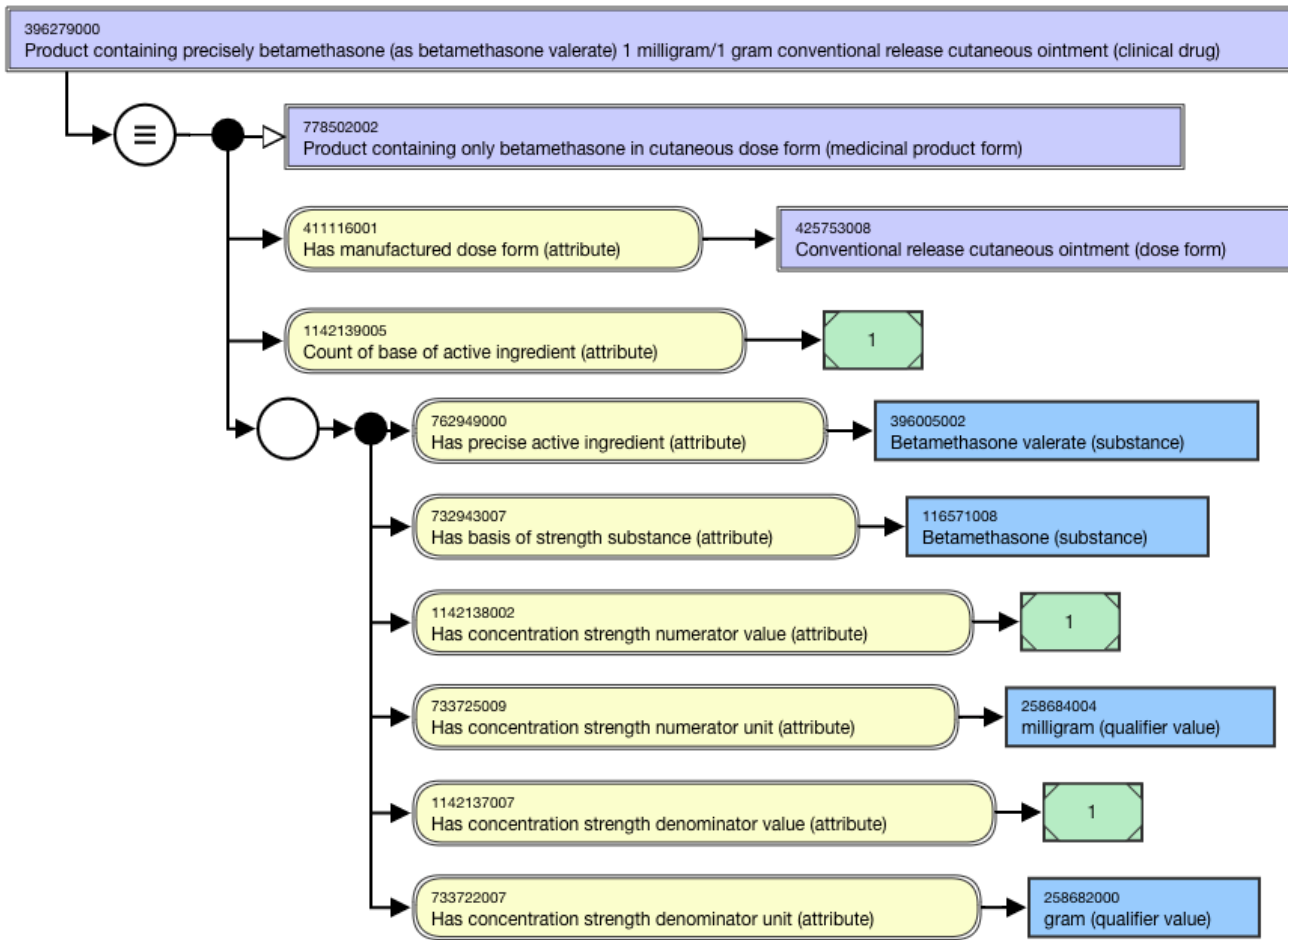 396279000
Product containing precisely betamethasone (as betamethasone valerate) 1 milligram/1 gram conventional release cutaneous ointment (clinical drug)
778502002
Product containing only betamethasone in cutaneous dose form (medicinal product form)
411116001
Has manufactured dose form (attribute)
425753008
Conventional release cutaneous ointment (dose form)
1142139005
Count of base of active ingredient (attribute)
1
762949000
Has precise active ingredient (attribute)
396005002
Betamethasone valerate (substance)
732943007
Has basis of strength substance (attribute)
116571008
Betamethasone (substance)
1142138002
Has concentration strength numerator value (attribute)
1
733725009
Has concentration strength numerator unit (attribute)
258684004
milligram (qualifier value)
1142137007
Has concentration strength denominator value (attribute)
1
733722007
Has concentration strength denominator unit (attribute)
258682000
gram (qualifier value)